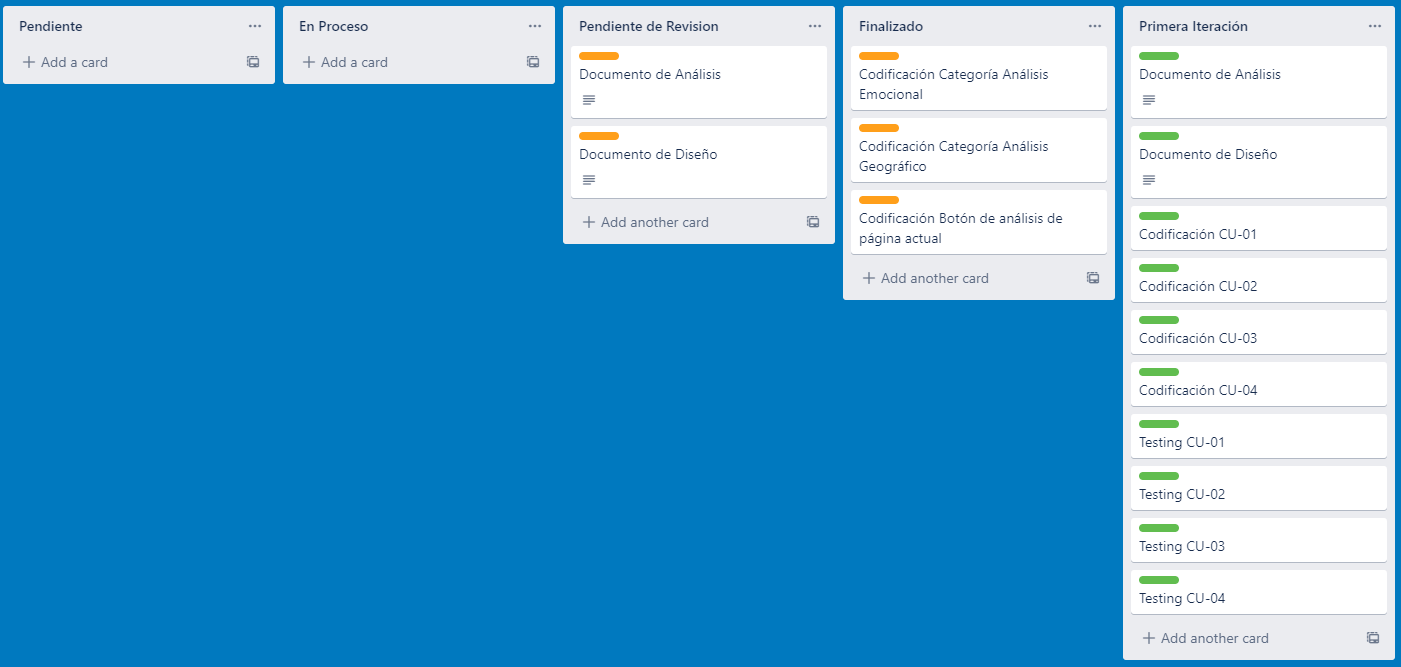 Pendiente
Add a card
En Proceso
Add a card
Pendiente de Revision
Documento de Análisis
Documento de Diseño
Add another card
Finalizado
Codificación Categoría Análisis
Emocional
Codificación Categoría Análisis
Geográfico
Codificación Botón de análisis de
página actual
Add another card
Primera Iteración
Documento de Análisis
Documento de Diseño
Codificación CU-01
Codificación CU-02
Codificación CU-03
Codificación CU-04
Testing CU-01
Testing CU-02
Testing CU-03
Testing CU-04
Add another card